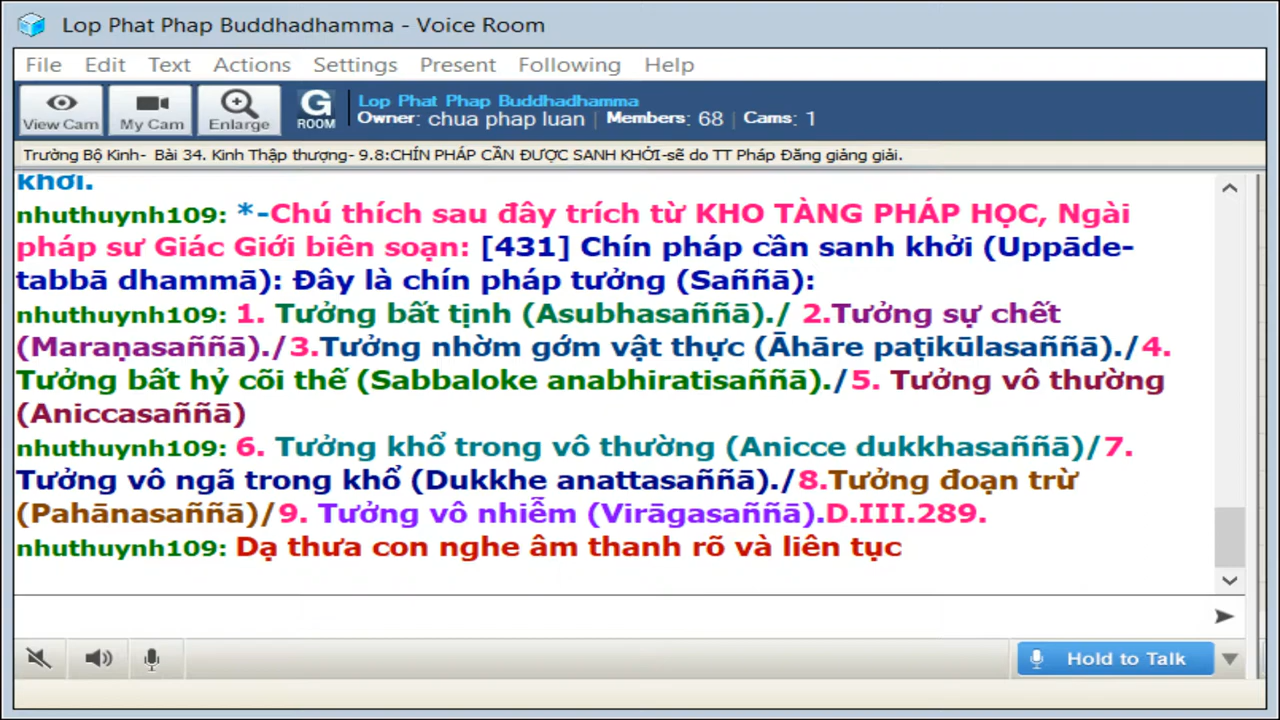 Lop Phat Phap Buddhadhamma - Voice Room
File Edit Text Actions Settings Present Following Help
View Cam My Cam Enlarge G ROOM Lop Phat Phap Buddhadhamma
Owner: chua phap luan | Members: 68 | Cams: 1
Trường Bộ Kinh- Bài 34. Kinh Thập thượng- 9.8:CHÍN PHÁP CẦN ĐƯỢC SANH KHỞI-sẽ do TT Pháp Đăng giảng giải.
khởi.
nhuthuynh109: *-Chú thích sau đây trích từ KHO TÀNG PHÁP HỌC, Ngài
pháp sư Giác Giới biên soạn: [431] Chín pháp cần sanh khởi (Uppāde-
tabbā dhammā): Đây là chín pháp tưởng (Saññā):
nhuthuynh109: 1. Tưởng bất tịnh (Asubhasaññā)./ 2.Tưởng sự chết
(Maraṇasaññā)./3.Tưởng nhờm gớm vật thực (Āhāre paṭikūlasaññā)./4.
Tưởng bất hỷ cõi thế (Sabbaloke anabhiratisaññā)./5. Tưởng vô thường
(Aniccasaññā)
nhuthuynh109: 6. Tưởng khổ trong vô thường (Anicce dukkhasaññā)/7.
Tưởng vô ngã trong khổ (Dukkhe anattasaññā)./8.Tưởng đoạn trừ
(Pahānasaññā)/9. Tưởng vô nhiễm (Virāgasaññā).D.III.289.
nhuthuynh109: Dạ thưa con nghe âm thanh rõ và liên tục
Hold to Talk